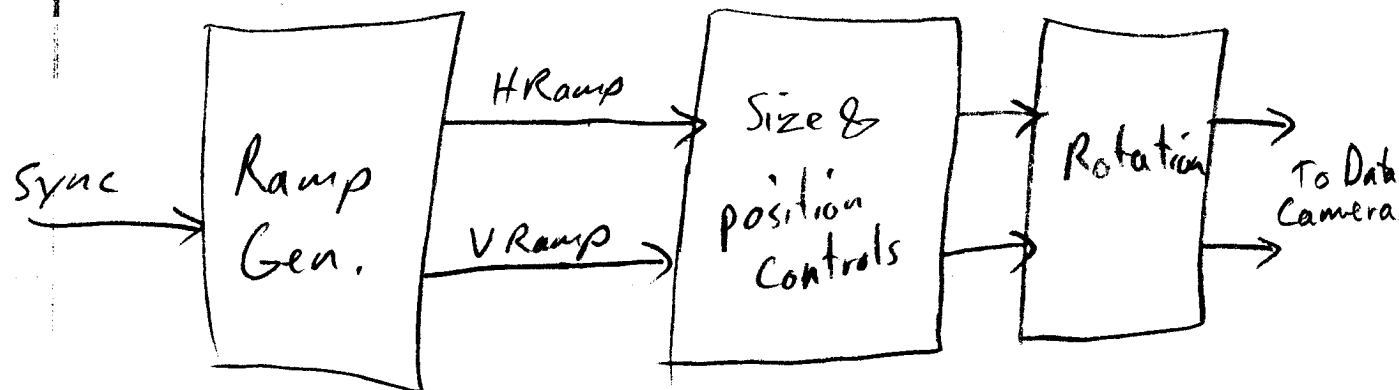 Sync
Ramp
Gen.
HRamp
VRamp
Size &
position
Controls
Rotation
To Data
Camera